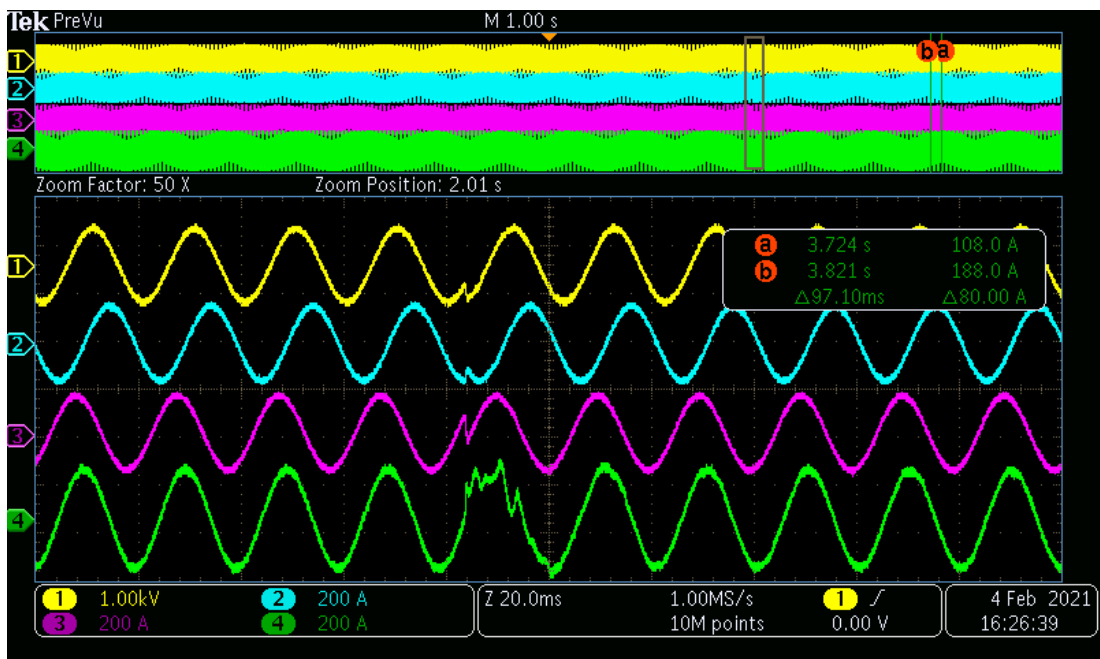 Tek PreVu M 1.00 s
1
b a
2
3
4
Zoom Factor: 50 X Zoom Position: 2.01 s
a 3.724 s 108.0 A
1
b 3.821 s 188.0 A
△97.10ms △80.00 A
2
3
4
1 1.00kV 2 200 A Z 20.0ms 1.00MS/s 1 4 Feb 2021
3 200 A 4 200 A 10M points 0.00 V 16:26:39